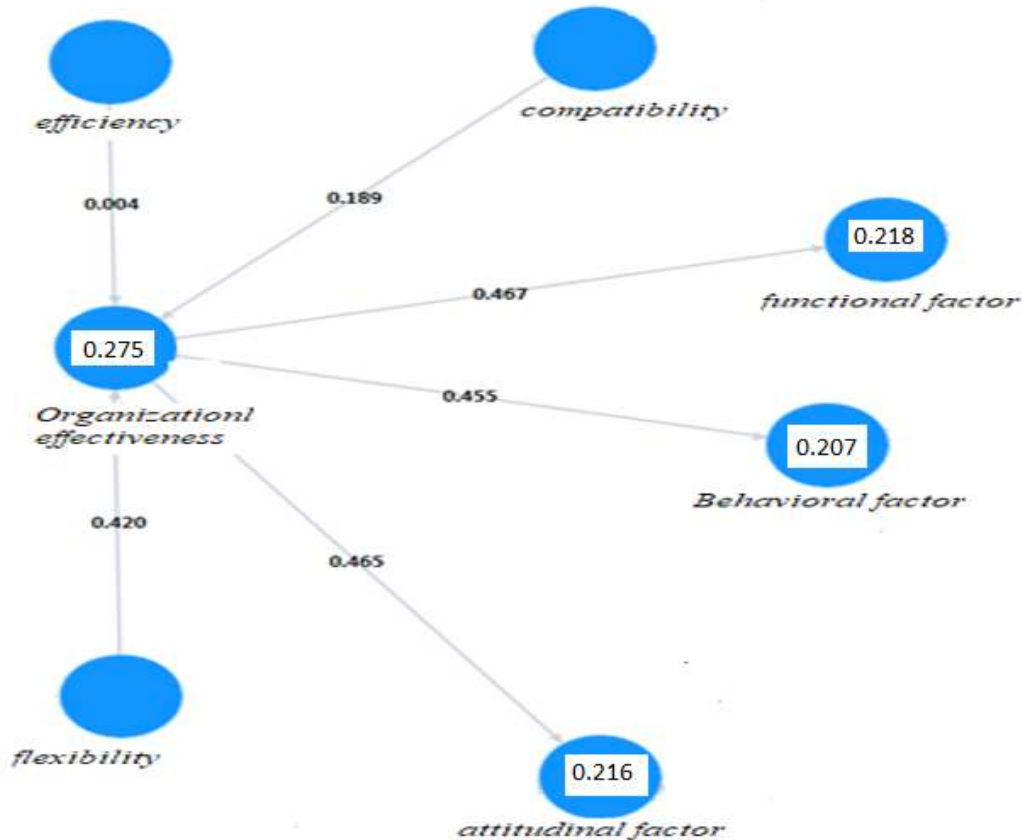 efficiency
compatibility
0.004
0.189
0.218
0.467
functional factor
0.275
0.455
Organizationl
effectiveness
0.207
Behavioral factor
0.420
0.465
flexibility
0.216
attitudinal factor